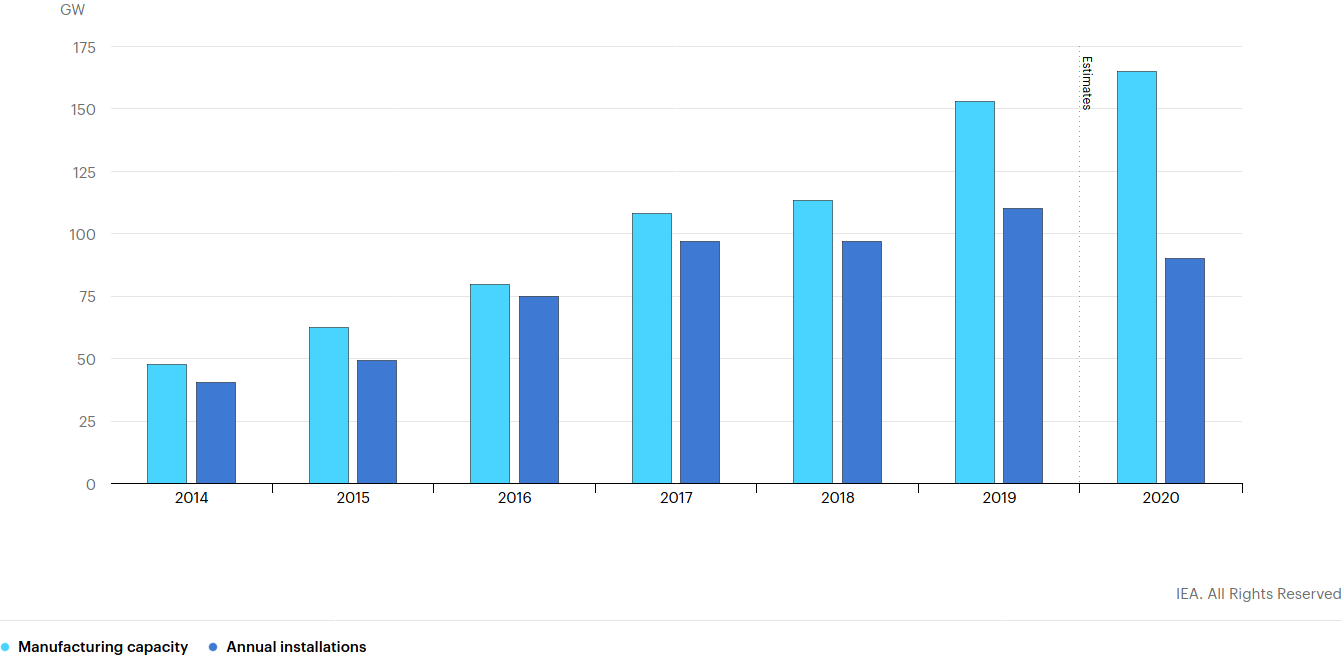 GW
175
150
125
100
75
50
25
0
Estimates
2014 2015 2016 2017 2018 2019 2020
IEA. All Rights Reserved
Manufacturing capacity Annual installations